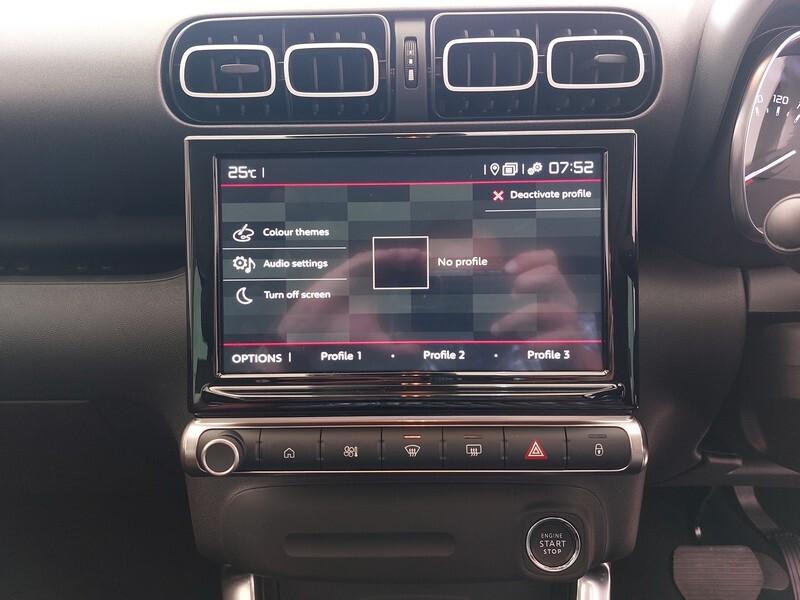 120
25°C
07:52
Deactivate profile
Colour themes
Audio settings
No profile
Turn off screen
OPTIONS
Profile 1 • Profile 2 • Profile 3
ENGINE
START
STOP